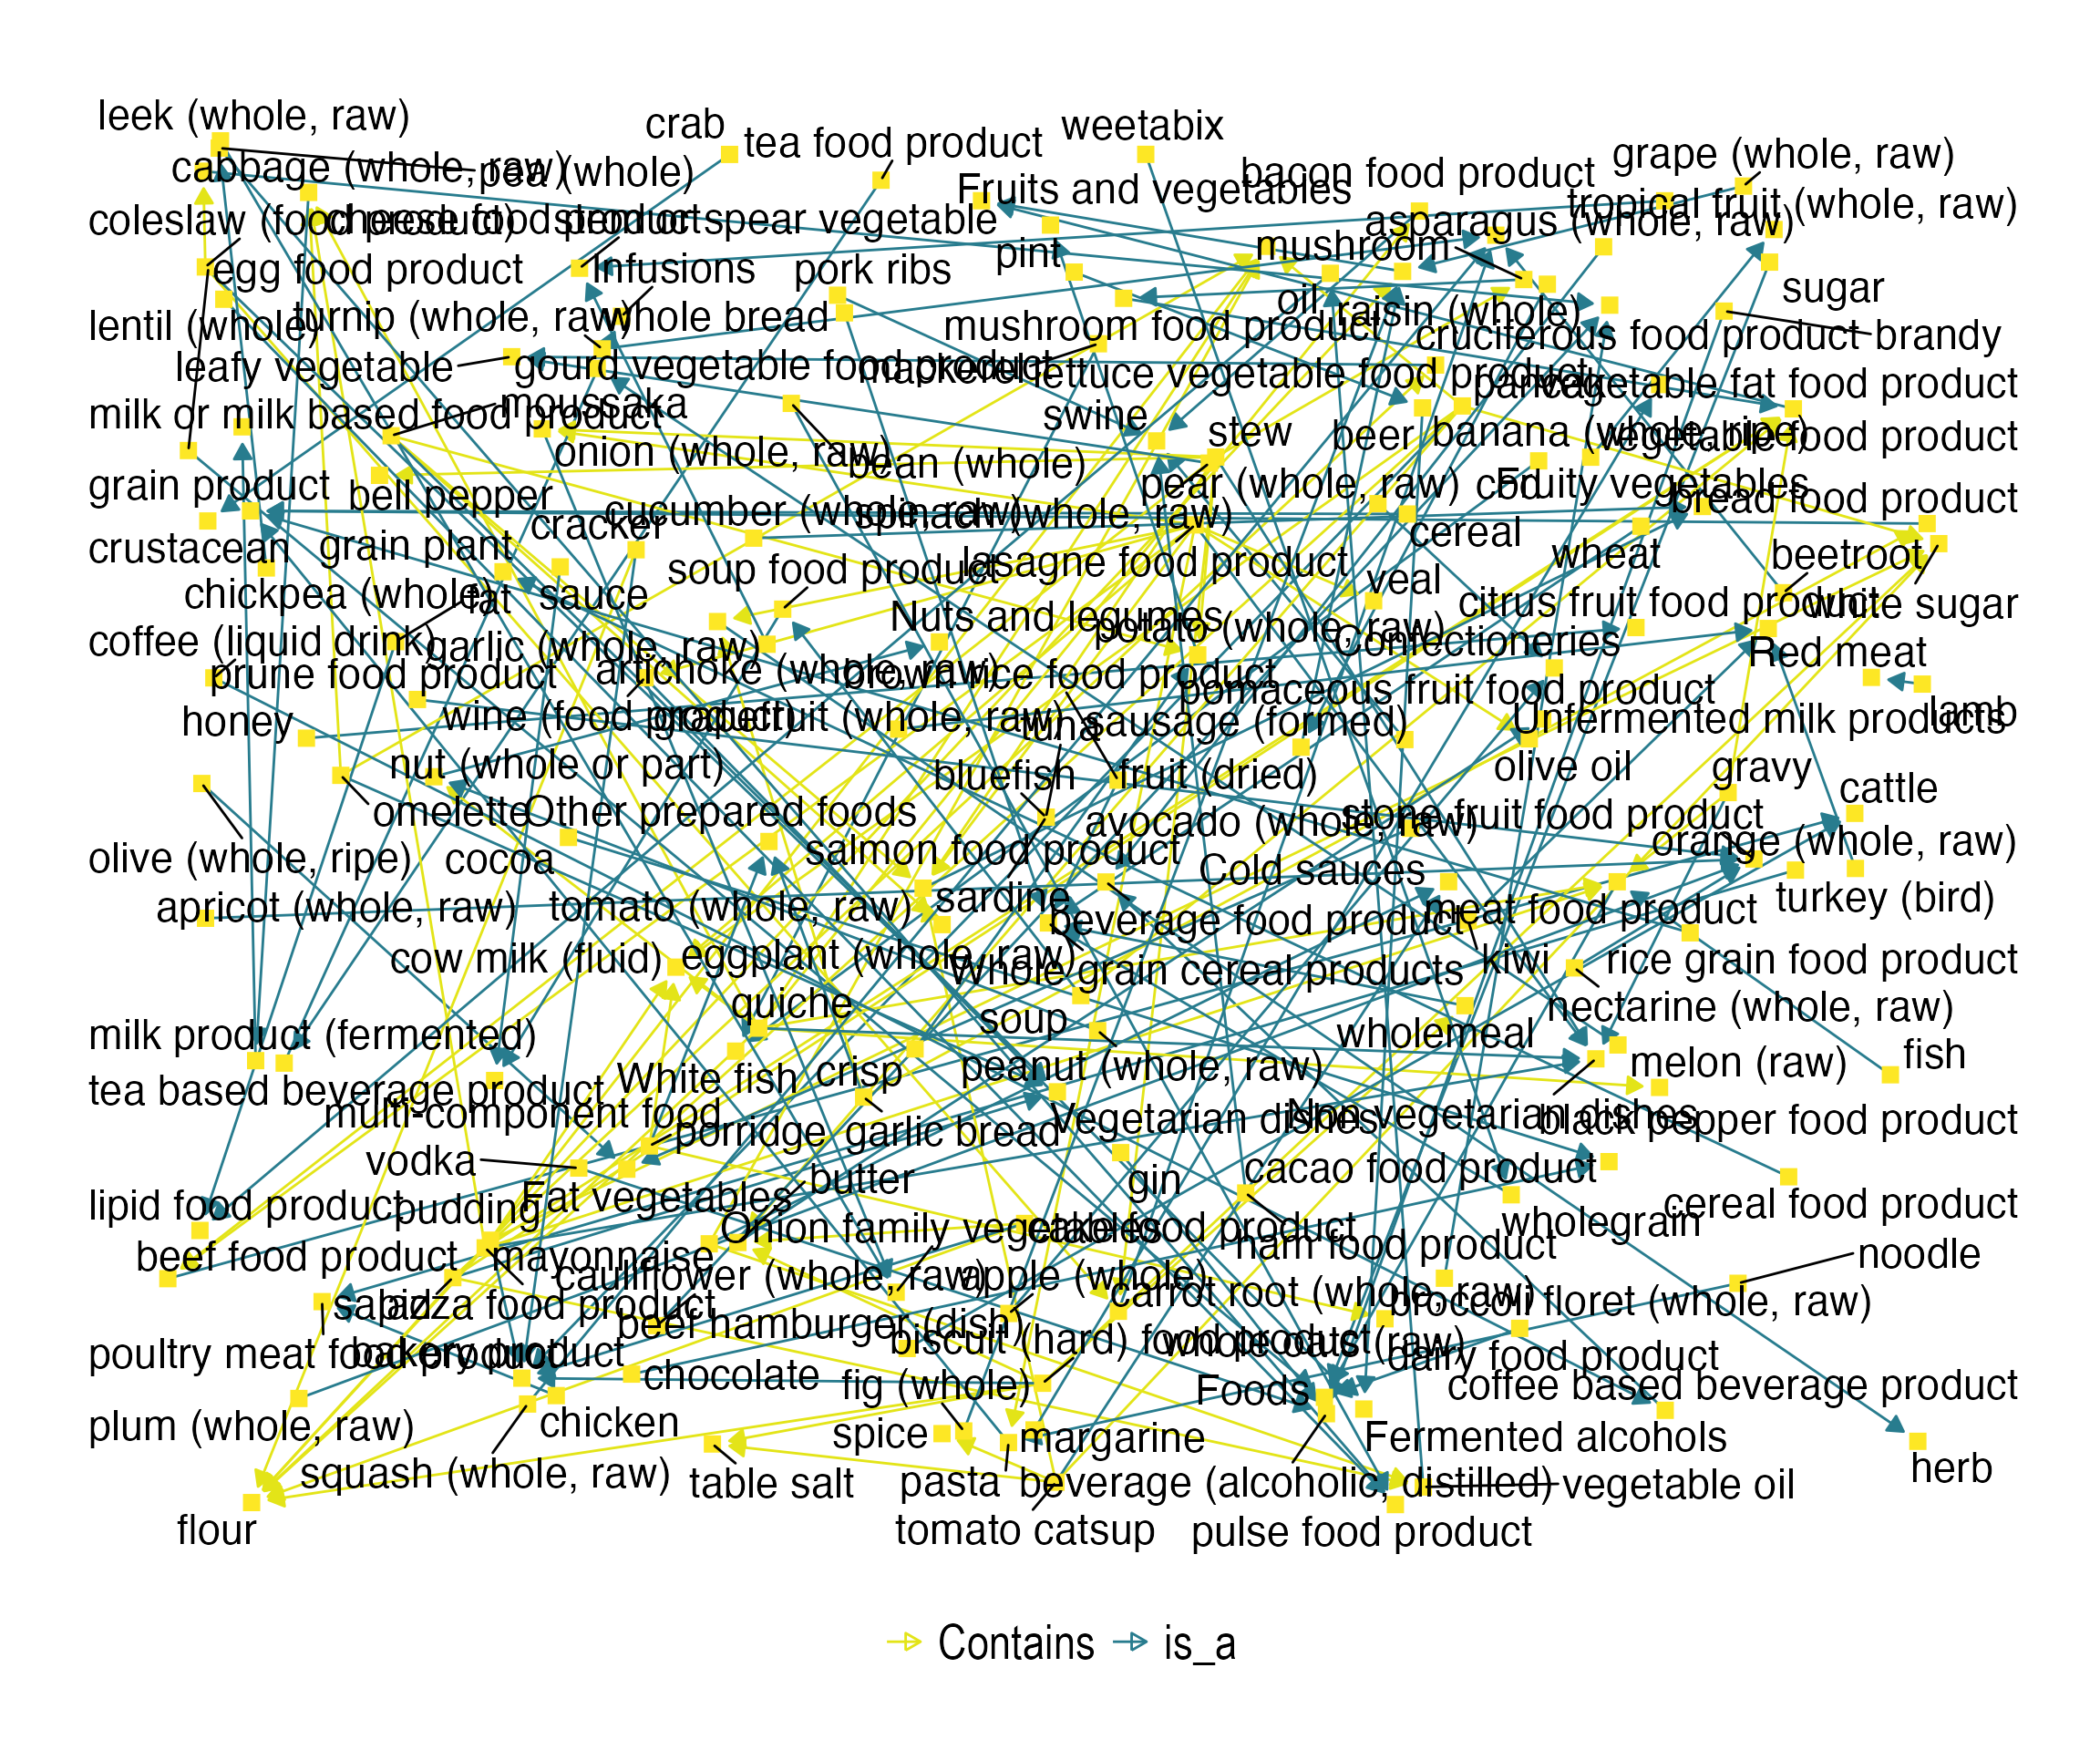 leek (whole, raw)
crab
tea food product
weetabix
cabbage (whole, raw)
pea (whole)
Fruits and vegetables
bacon food product
grape (whole, raw)
coleslaw (food product)
cheese food product
stem or spear vegetable
asparagus (whole, raw)
tropical fruit (whole, raw)
egg food product
Infusions
pork ribs
pint
mushroom
sugar
lentil (whole)
turnip (whole, raw)
whole bread
mushroom food product
oil
raisin (whole)
cruciferous food product
brandy
leafy vegetable
gourd vegetable food product
mackerel
lettuce
vegetable food product
pancake
vegetable fat food product
milk or milk based food product
moussaka
swine
stew
beer
banana (whole, ripe)
vegetable food product
onion (whole, raw)
bean (whole)
grain product
bell pepper
pear (whole, raw)
cod
Fruity vegetables
bread food product
cracker
cucumber (whole, raw)
spinach (whole, raw)
cereal
crustacean
grain plant
soup food product
lasagne food product
wheat
beetroot
chickpea (whole)
fat
sauce
Nuts and legumes
veal
citrus fruit food product
white sugar
coffee (liquid drink)
garlic (whole, raw)
potato (whole, raw)
Confectioneries
Red meat
prune food product
artichoke (whole, raw)
brown rice food product
pomaceous fruit food product
lamb
honey
wine (food product)
grapefruit (whole, raw)
tuna
sausage (formed)
Unfermented milk products
nut (whole or part)
bluefish
fruit (dried)
olive oil
gravy
cattle
omelette
Other prepared foods
avocado (whole, raw)
stone fruit food product
olive (whole, ripe)
cocoa
salmon food product
Cold sauces
orange (whole, raw)
apricot (whole, raw)
tomato (whole, raw)
sardine
beverage food product
meat food product
turkey (bird)
cow milk (fluid)
eggplant (whole, raw)
Whole grain cereal products
kiwi
rice grain food product
quiche
soup
wholemeal
nectarine (whole, raw)
milk product (fermented)
peanut (whole, raw)
melon (raw)
fish
tea based beverage product
White fish
crisp
multi-component food
porridge
garlic bread
Vegetarian dishes
Non vegetarian dishes
black pepper food product
vodka
butter
gin
cacao food product
lipid food product
pudding
Fat vegetables
Onion family vegetables
cake food product
wholegrain
cereal food product
beef food product
mayonnaise
ham food product
noodle
cauliflower (whole, raw)
apple (whole)
carrot root (whole, raw)
broccoli floret (whole, raw)
salad
pizza food product
beef hamburger (dish)
biscuit (hard) food product
whole oats (raw)
dairy food product
poultry meat food product
bakery product
chocolate
fig (whole)
Foods
coffee based beverage product
plum (whole, raw)
chicken
spice
margarine
Fermented alcohols
squash (whole, raw)
table salt
pasta
beverage (alcoholic, distilled)
vegetable oil
herb
flour
tomato catsup
pulse food product
Contains
is_a